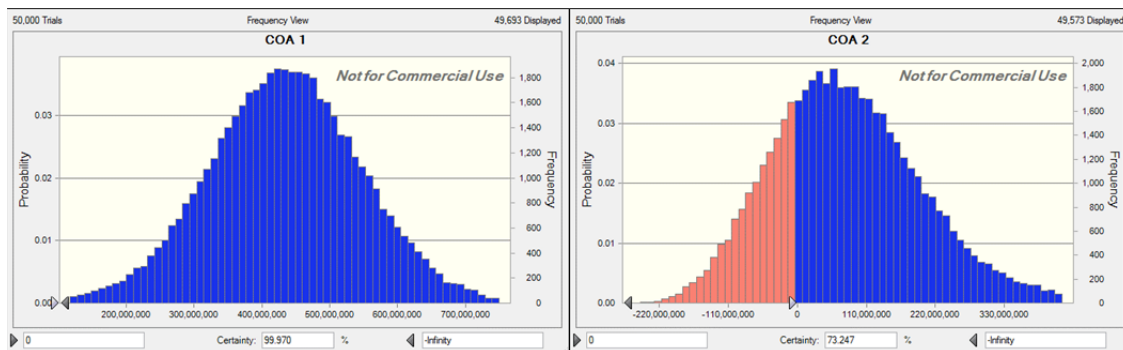 50,000 Trials Frequency View 49,693 Displayed
COA 1
Not for Commercial Use
Probability
0.03
0.02
0.01
0.00
Frequency
1,800
1,600
1,400
1,200
1,000
800
600
400
200
0
200,000,000 300,000,000 400,000,000 500,000,000 600,000,000 700,000,000
0 Certainty: 99.970 % -Infinity
50,000 Trials Frequency View 49,573 Displayed
COA 2
Not for Commercial Use
Probability
0.04
0.03
0.02
0.01
0.00
Frequency
2,000
1,800
1,600
1,400
1,200
1,000
800
600
400
200
0
-220,000,000 -110,000,000 0 110,000,000 220,000,000 330,000,000
0 Certainty: 73.247 % -Infinity